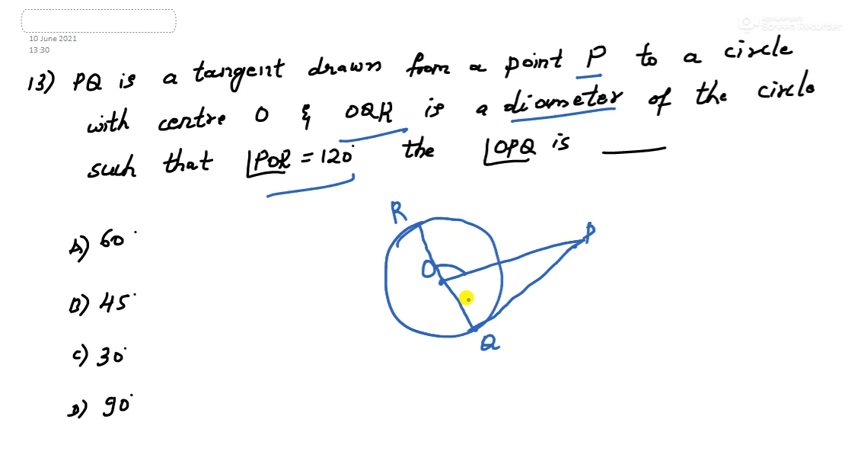 10 June 2021
13:30
13) PQ is a tangent drawn from a point P to a circle
with centre O & OQR is a diameter of the circle
such that ∠POR = 120° the ∠OPQ is ____
A) 60°
B) 45°
C) 30°
D) 90°
R
P
O
Q